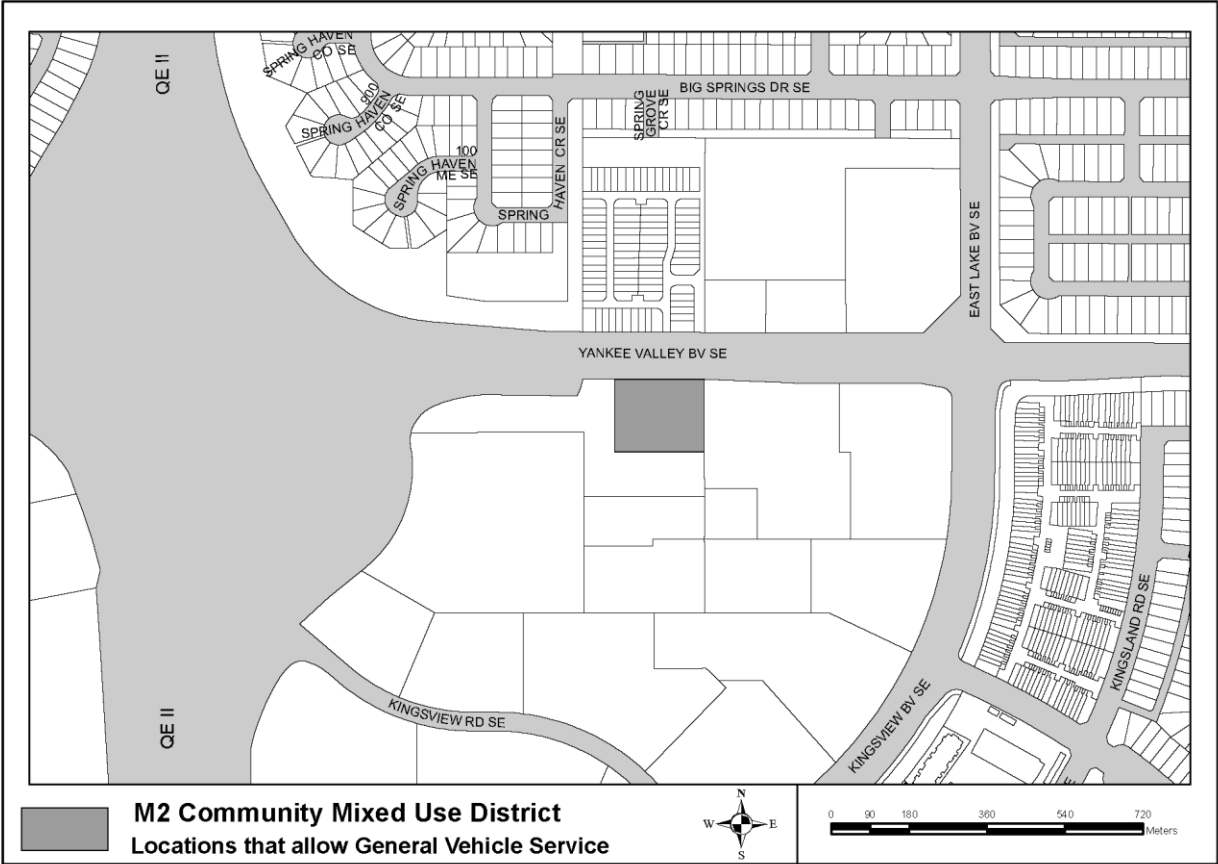 QE II
SPRING HAVEN
CO SE
900
SPRING HAVEN
CO SE
100
SPRING HAVEN
ME SE
SPRING
HAVEN CR SE
BIG SPRINGS DR SE
SPRING
GROVE
CR SE
EAST LAKE BV SE
YANKEE VALLEY BV SE
KINGSLAND RD SE
KINGSVIEW BV SE
KINGSVIEW RD SE
QE II
M2 Community Mixed Use District
Locations that allow General Vehicle Service
N
W E
S
0 90 180 360 540 720
Meters